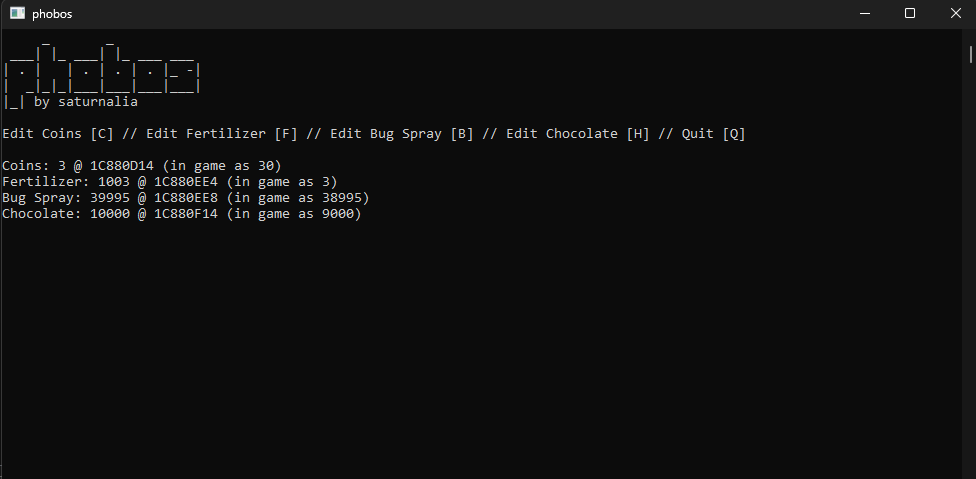 phobos
phobos
by saturnalia
Edit Coins [C] // Edit Fertilizer [F] // Edit Bug Spray [B] // Edit Chocolate [H] // Quit [Q]
Coins: 3 @ 1C880D14 (in game as 30)
Fertilizer: 1003 @ 1C880EE4 (in game as 3)
Bug Spray: 39995 @ 1C880EE8 (in game as 38995)
Chocolate: 10000 @ 1C880F14 (in game as 9000)